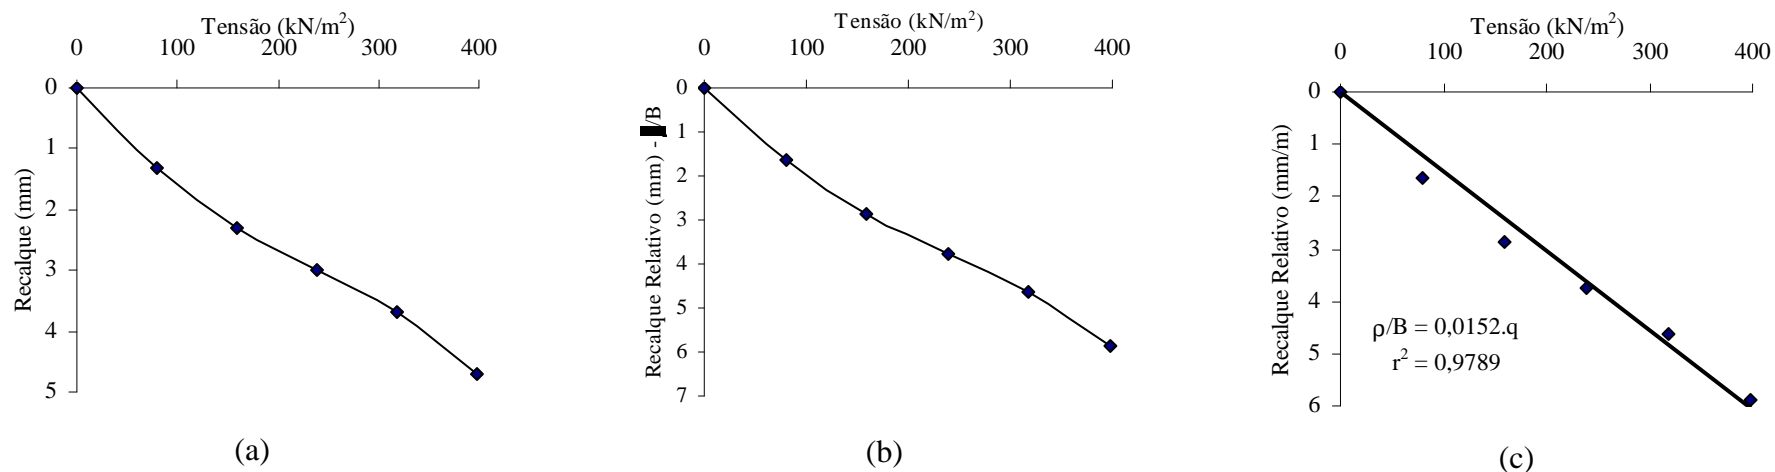 Tensão (kN/m²)
0 100 200 300 400
0
1
2
3
4
5
Recalque (mm)
(a)
Tensão (kN/m²)
0 100 200 300 400
0
1
2
3
4
5
6
7
Recalque Relativo (mm) - /B
(b)
Tensão (kN/m²)
0 100 200 300 400
0
1
2
3
4
5
6
Recalque Relativo (mm/m)
ρ/B = 0,0152.q
r² = 0,9789
(c)